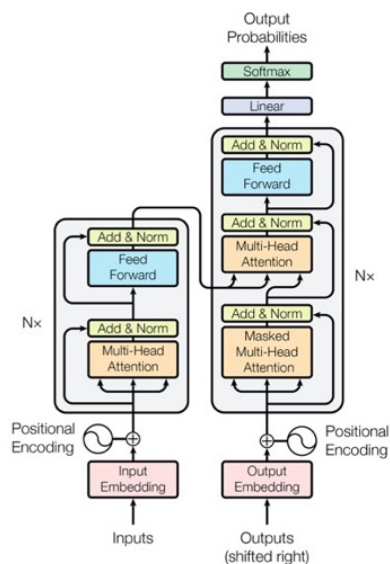 Output
Probabilities
Softmax
Linear
Add & Norm
Feed
Forward
Add & Norm
Multi-Head
Attention
Add & Norm
Masked
Multi-Head
Attention
Nx
Positional
Encoding
Output
Embedding
Outputs
(shifted right)
Add & Norm
Feed
Forward
Add & Norm
Multi-Head
Attention
Nx
Positional
Encoding
Input
Embedding
Inputs